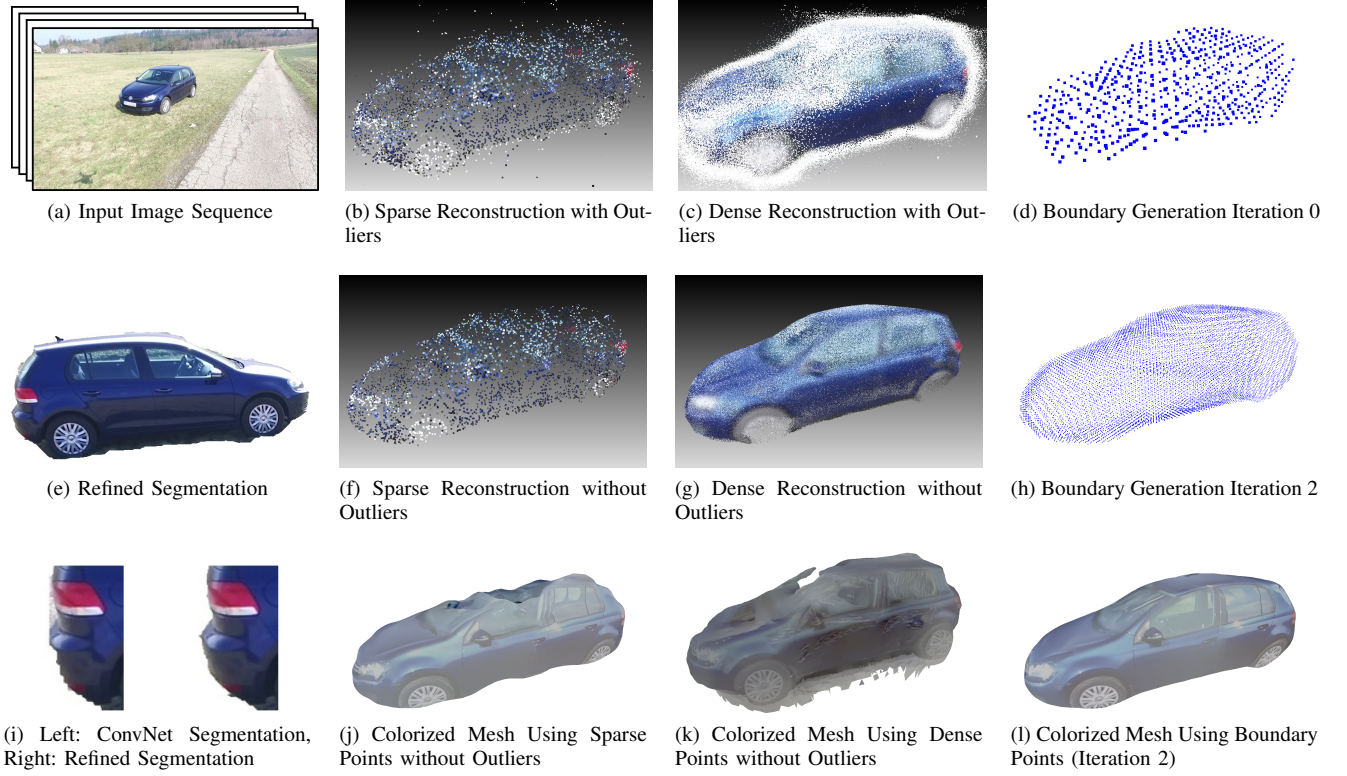 (a) Input Image Sequence
(b) Sparse Reconstruction with Out-
liers
(c) Dense Reconstruction with Out-
liers
(d) Boundary Generation Iteration 0
(e) Refined Segmentation
(f) Sparse Reconstruction without
Outliers
(g) Dense Reconstruction without
Outliers
(h) Boundary Generation Iteration 2
(i) Left: ConvNet Segmentation,
Right: Refined Segmentation
(j) Colorized Mesh Using Sparse
Points without Outliers
(k) Colorized Mesh Using Dense
Points without Outliers
(l) Colorized Mesh Using Boundary
Points (Iteration 2)